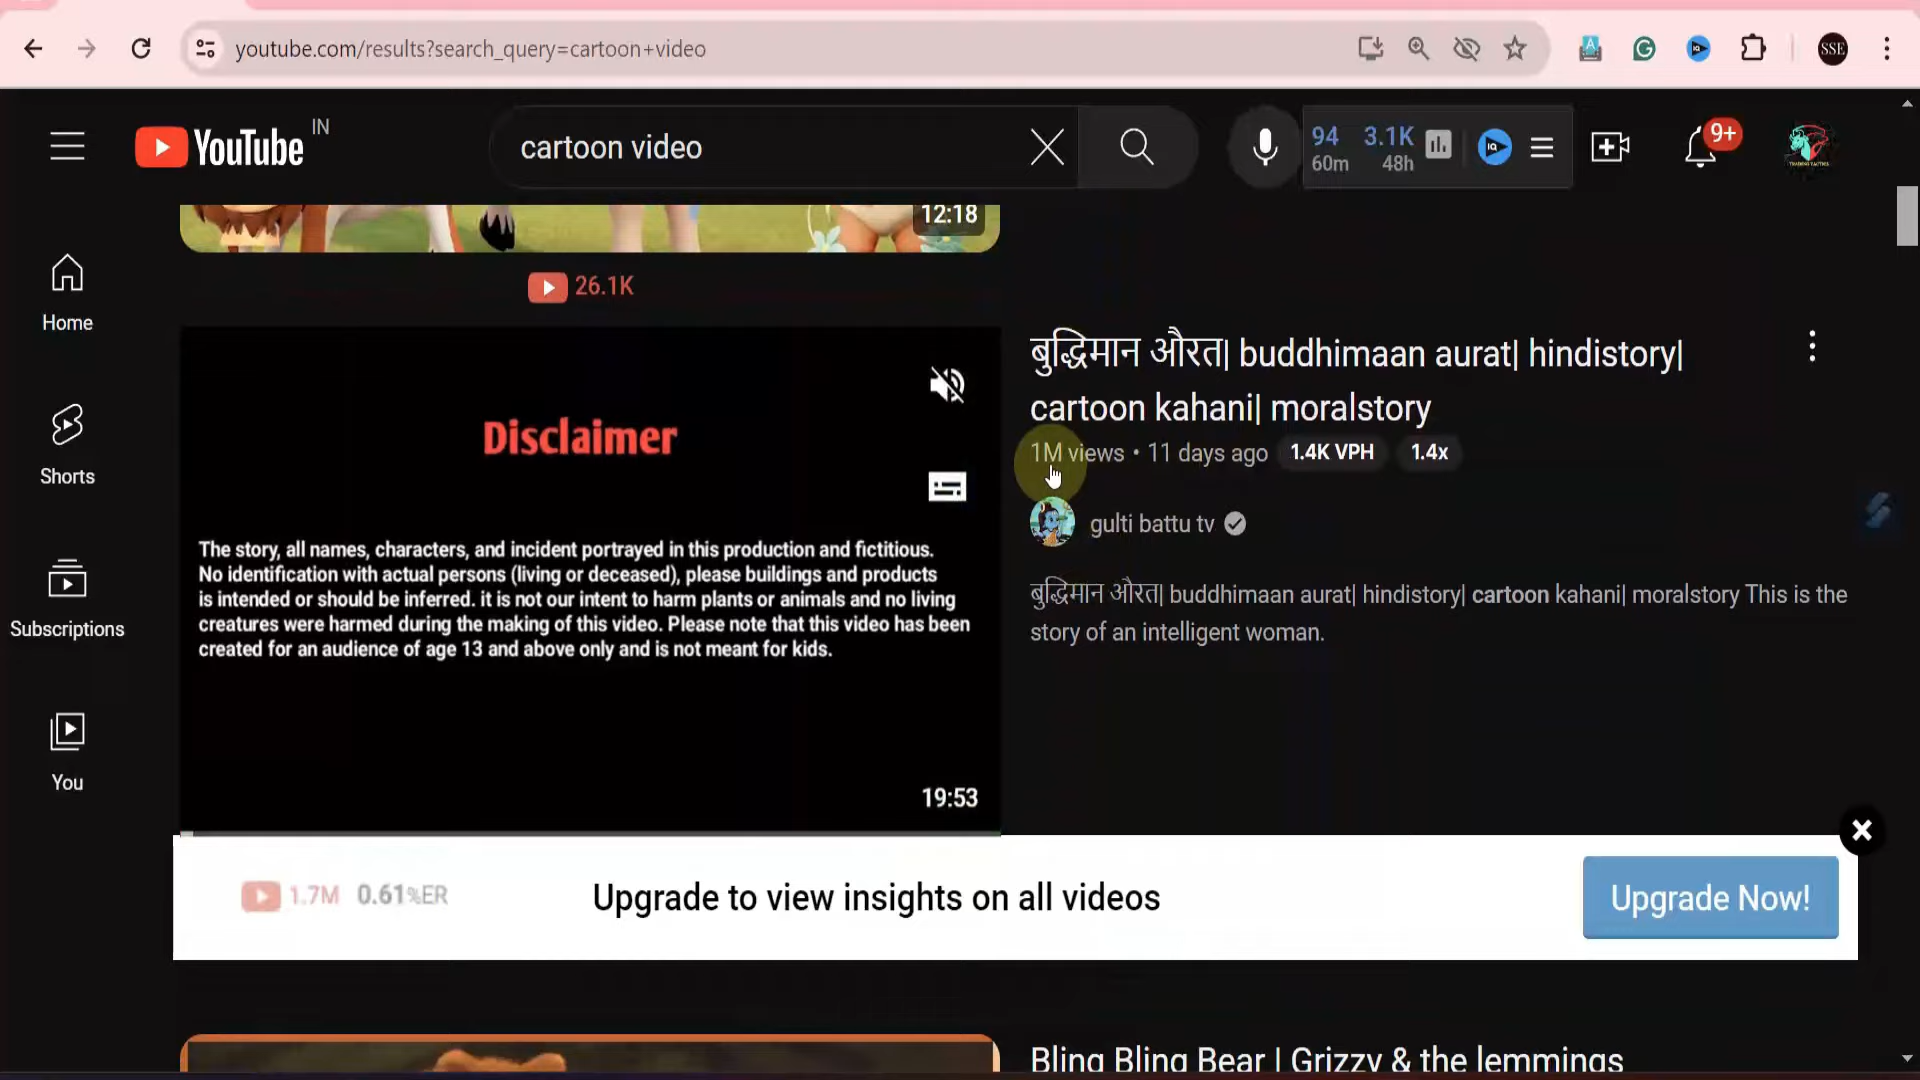 youtube.com/results?search_query=cartoon+video
SSE
YouTube IN
cartoon video
94 3.1K
60m 48h
9+
12:18
26.1K
Home
Shorts
Subscriptions
You
Disclaimer
The story, all names, characters, and incident portrayed in this production and fictitious.
No identification with actual persons (living or deceased), please buildings and products
is intended or should be inferred. it is not our intent to harm plants or animals and no living
creatures were harmed during the making of this video. Please note that this video has been
created for an audience of age 13 and above only and is not meant for kids.
19:53
बुद्धिमान औरत| buddhimaan aurat| hindistory|
cartoon kahani| moralstory
1M views • 11 days ago 1.4K VPH 1.4x
gulti battu tv
बुद्धिमान औरत| buddhimaan aurat| hindistory| cartoon kahani| moralstory This is the
story of an intelligent woman.
1.7M 0.61%ER
Upgrade to view insights on all videos
Upgrade Now!
Bling Bling Bear | Grizzy & the lemmings